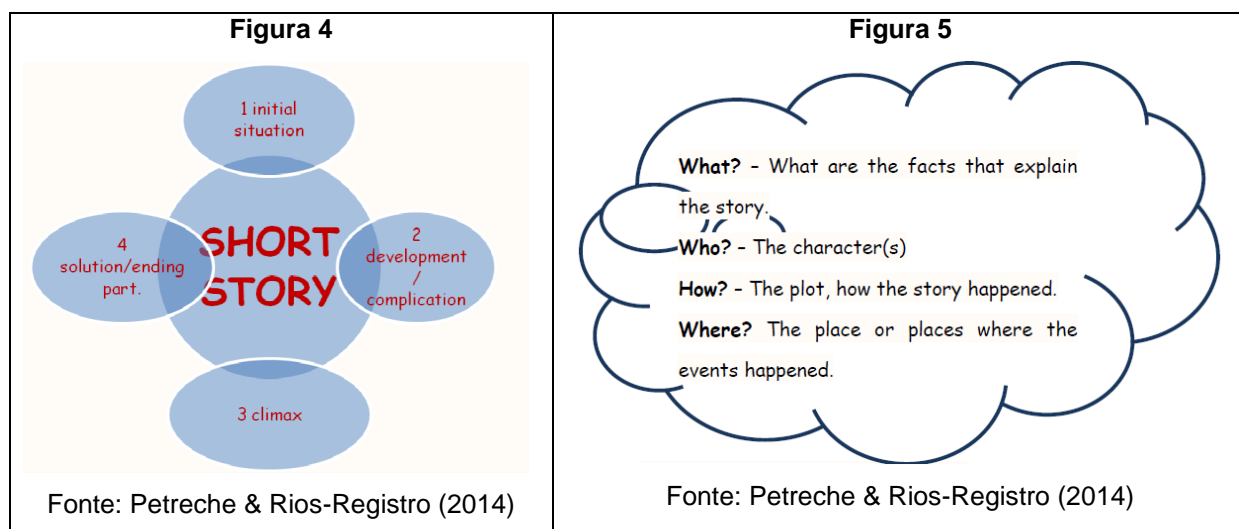 Figura 4
1 initial
situation
SHORT
STORY
2
development
/
complication
3 climax
4
solution/ending
part.
Fonte: Petreche & Rios-Registro (2014)
Figura 5
What? – What are the facts that explain
the story.
Who? – The character(s)
How? – The plot, how the story happened.
Where? The place or places where the
events happened.
Fonte: Petreche & Rios-Registro (2014)